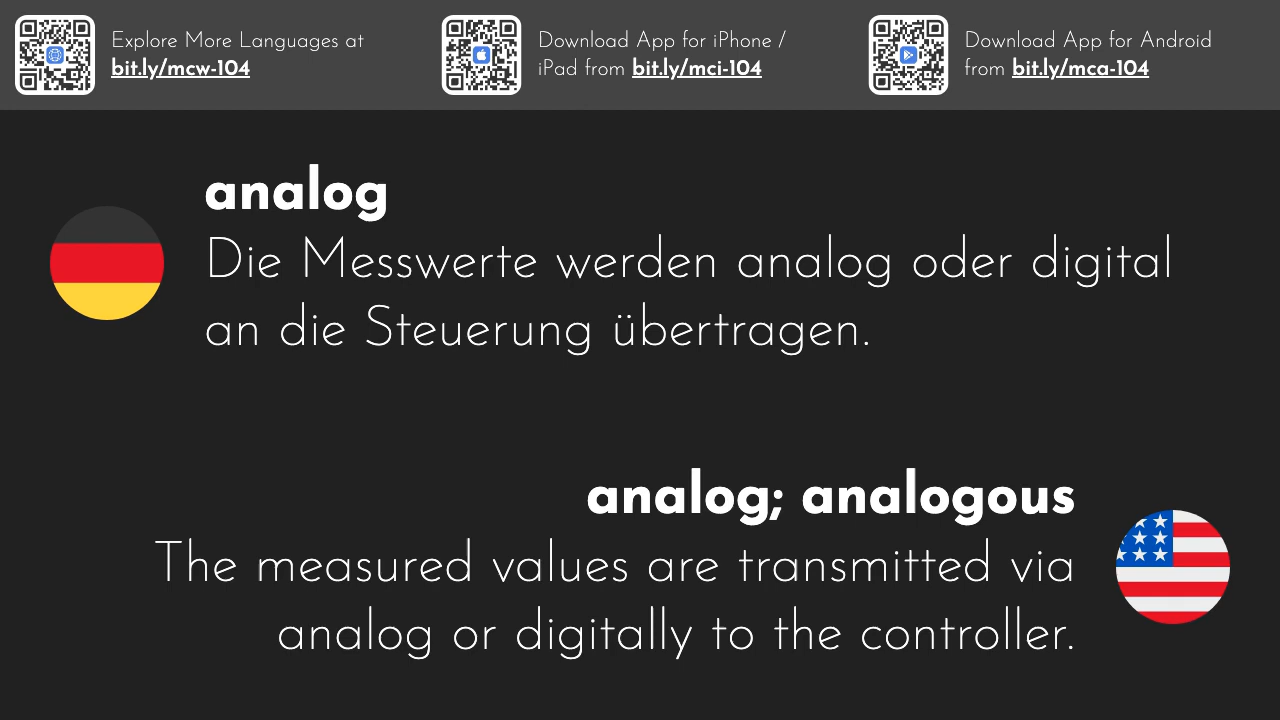 Explore More Languages at
bit.ly/mcw-104
Download App for iPhone /
iPad from bit.ly/mci-104
Download App for Android
from bit.ly/mca-104
analog
Die Messwerte werden analog oder digital
an die Steuerung übertragen.
analog; analogous
The measured values are transmitted via
analog or digitally to the controller.